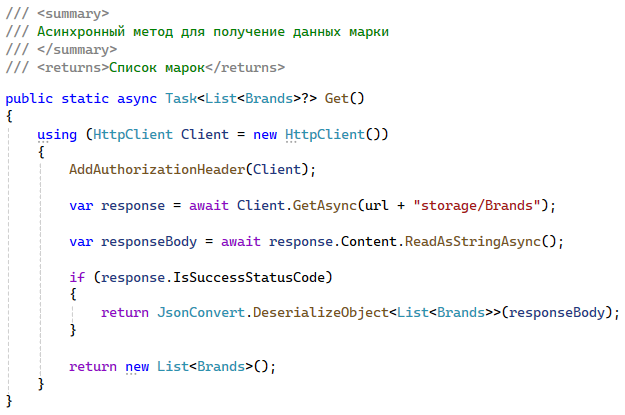 /// <summary>
/// Асинхронный метод для получение данных марки
/// </summary>
/// <returns>Список марок</returns>
public static async Task<List<Brands>?> Get()
{
    using (HttpClient Client = new HttpClient())
    {
        AddAuthorizationHeader(Client);
        var response = await Client.GetAsync(url + "storage/Brands");
        var responseBody = await response.Content.ReadAsStringAsync();
        if (response.IsSuccessStatusCode)
        {
            return JsonConvert.DeserializeObject<List<Brands>>(responseBody);
        }
        return new List<Brands>();
    }
}